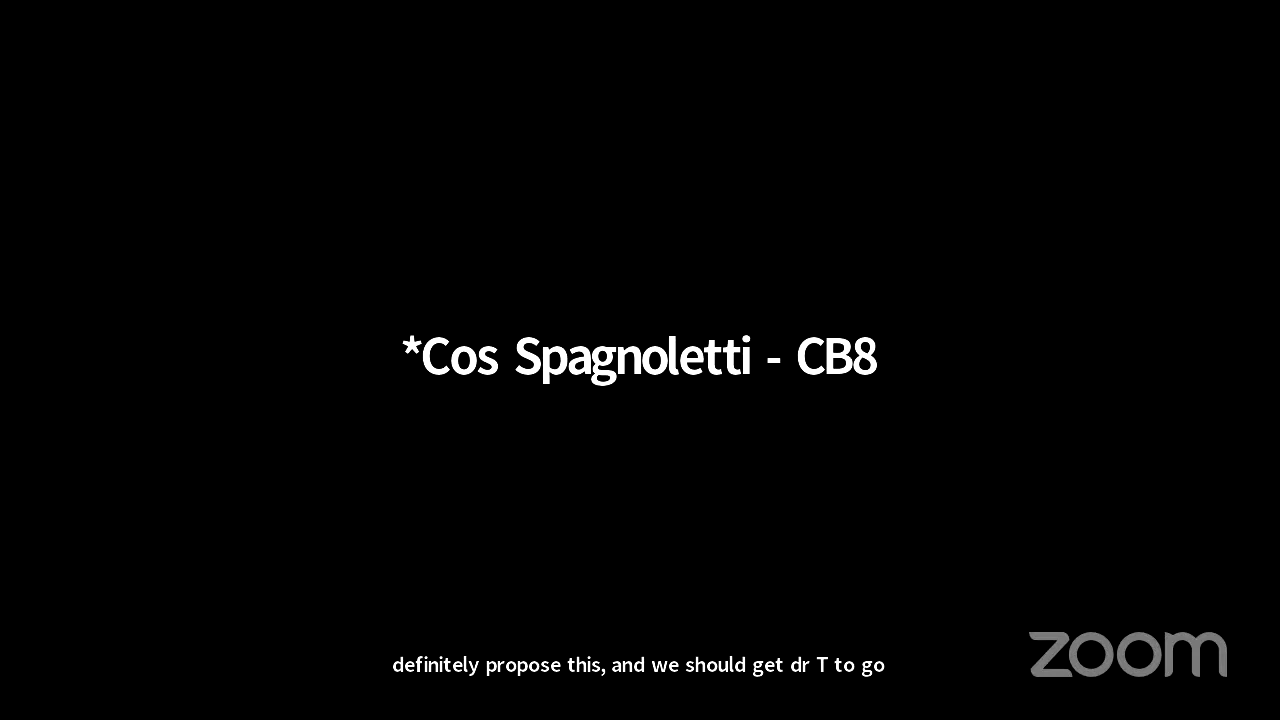 *Cos Spagnoletti - CB8
definitely propose this, and we should get dr T to go
zoom